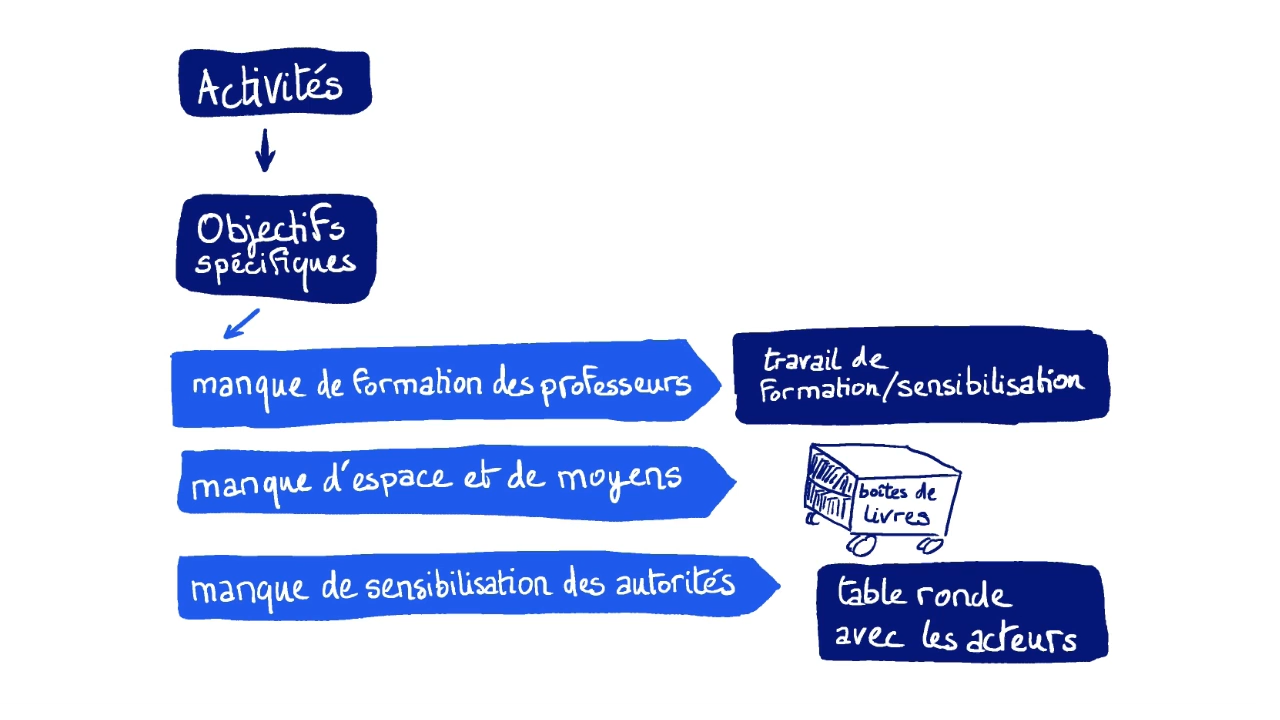 Activités
Objectifs
spécifiques
manque de formation des professeurs
travail de
formation/sensibilisation
manque d'espace et de moyens
boîtes de
livres
manque de sensibilisation des autorités
table ronde
avec les acteurs